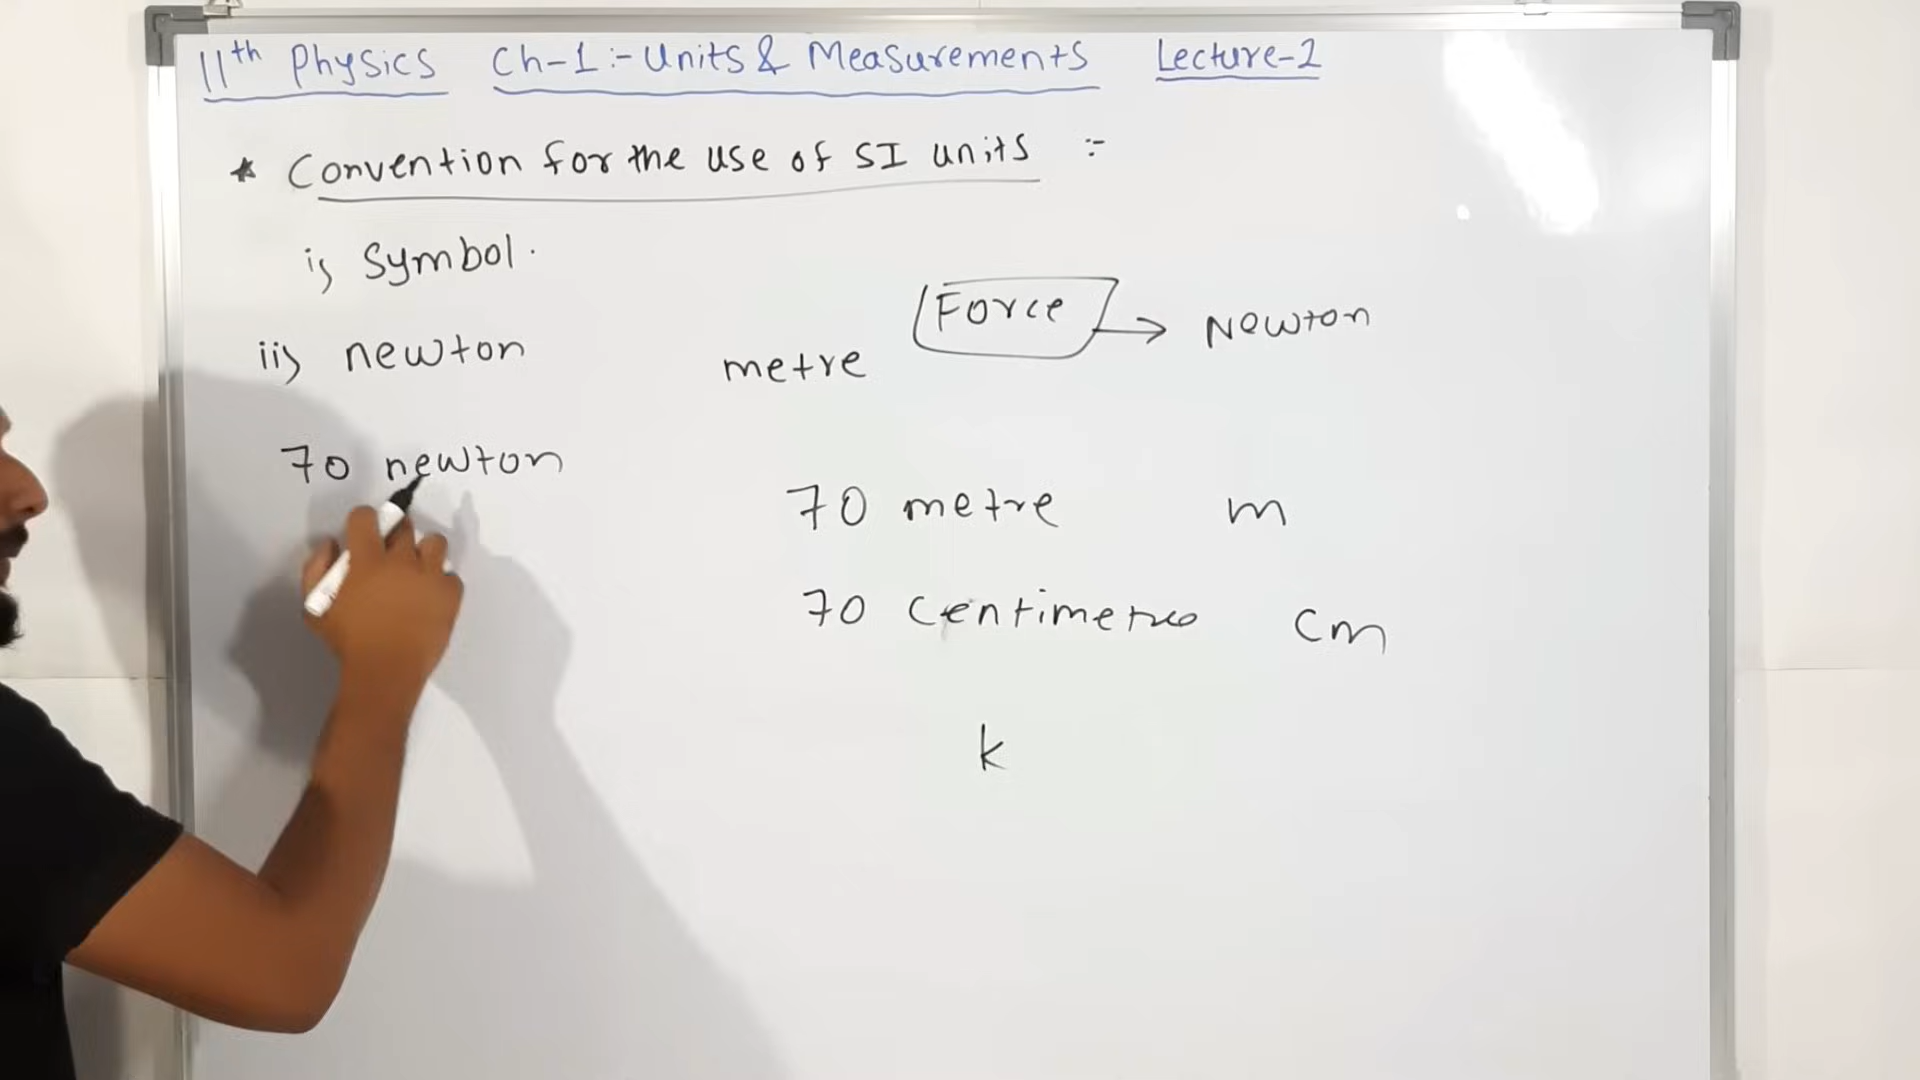 11th Physics Ch-1:- Units & Measurements Lecture-2
* Convention for the use of SI units :-
i) Symbol.
ii) newton
metre
Force → Newton
70 newton
70 metre m
70 Centimetre cm
k